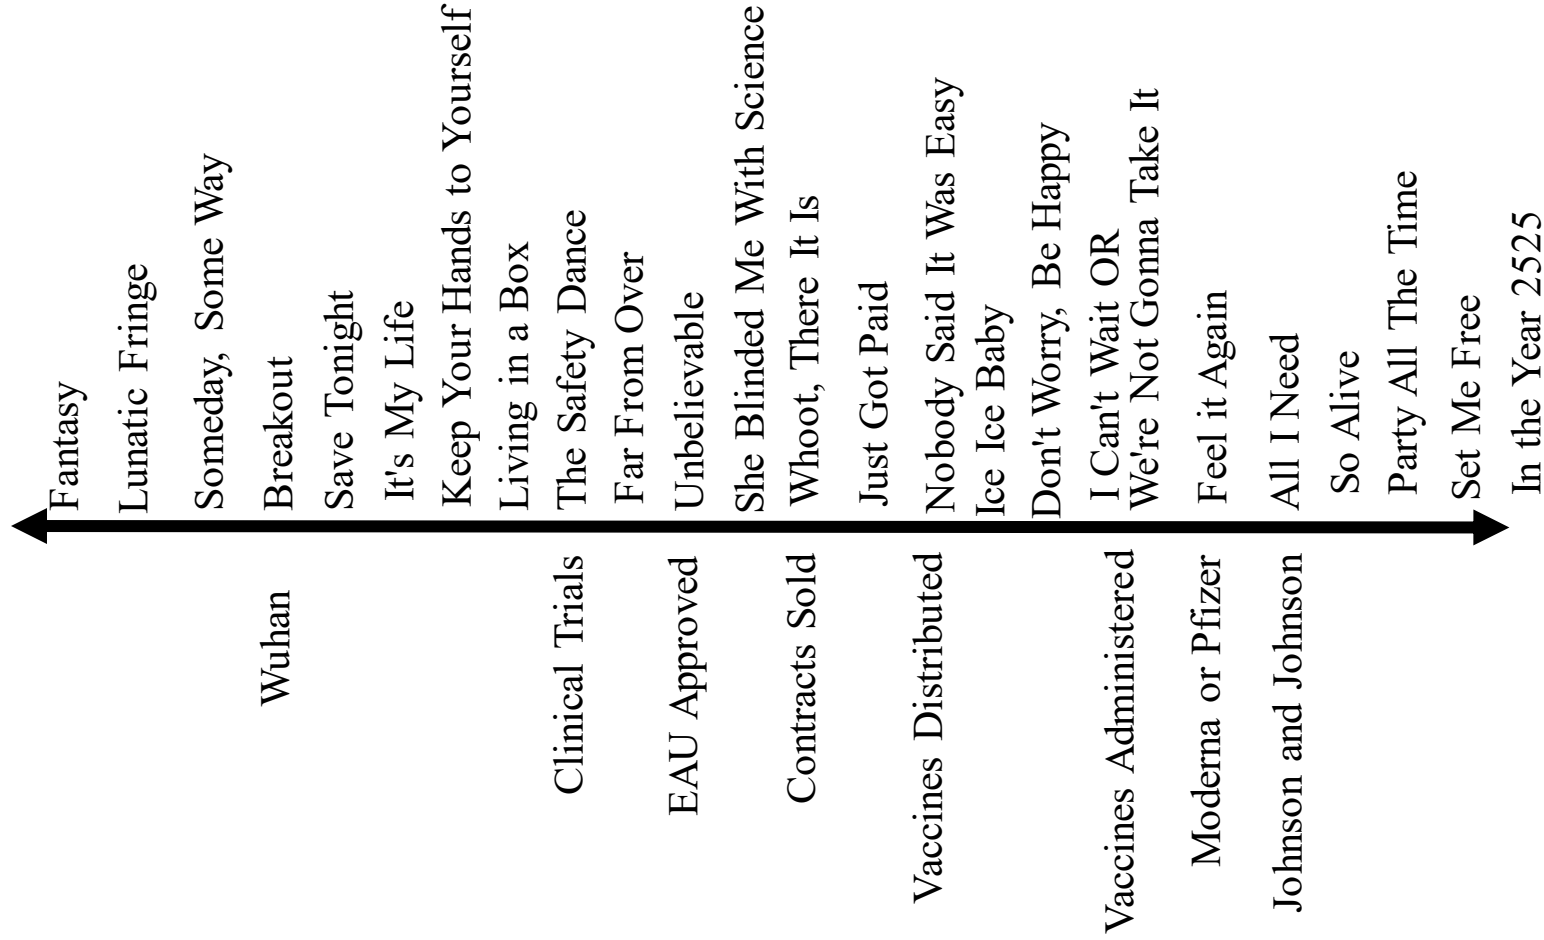 Fantasy
Lunatic Fringe
Someday, Some Way
Breakout
Save Tonight
It's My Life
Keep Your Hands to Yourself
Living in a Box
The Safety Dance
Far From Over
Unbelievable
She Blinded Me With Science
Whoot, There It Is
Just Got Paid
Nobody Said It Was Easy
Ice Ice Baby
Don't Worry, Be Happy
I Can't Wait OR
We're Not Gonna Take It
Feel it Again
All I Need
So Alive
Party All The Time
Set Me Free
In the Year 2525
Wuhan
Clinical Trials
EAU Approved
Contracts Sold
Vaccines Distributed
Vaccines Administered
Moderna or Pfizer
Johnson and Johnson